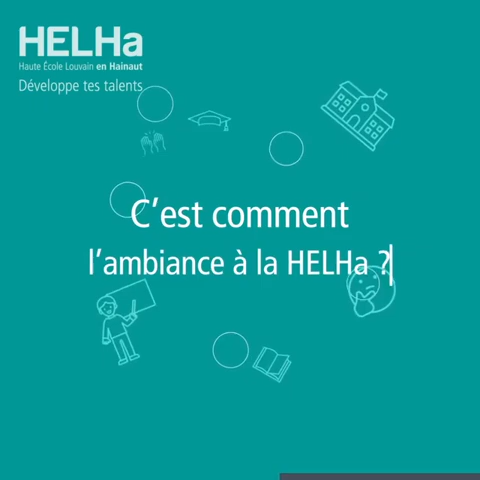 HELHa
Haute École Louvain en Hainaut
Développe tes talents
C’est comment
l’ambiance à la HELHa ?